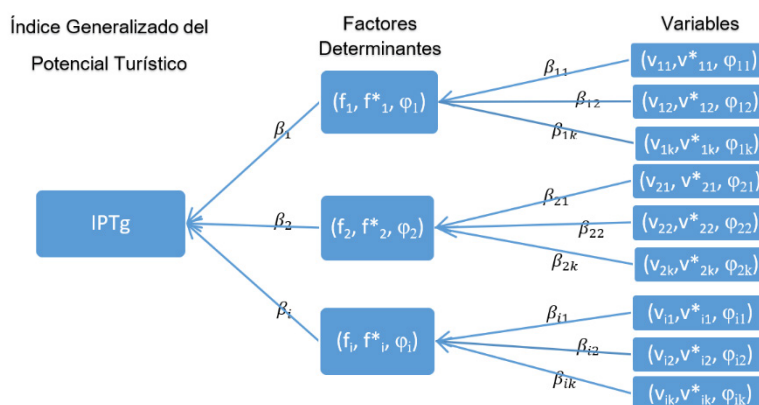 Índice Generalizado del
Potencial Turístico
Factores
Determinantes
Variables
IPTg
β₁
β₂
βᵢ
(f₁, f*₁, φ₁)
(f₂, f*₂, φ₂)
(fᵢ, f*ᵢ, φᵢ)
β₁₁
β₁₂
β₁ₖ
β₂₁
β₂₂
β₂ₖ
βᵢ₁
βᵢ₂
βᵢₖ
(v₁₁,v*₁₁, φ₁₁)
(v₁₂,v*₁₂, φ₁₂)
(v₁ₖ,v*₁ₖ, φ₁ₖ)
(v₂₁, v*₂₁, φ₂₁)
(v₂₂,v*₂₂, φ₂₂)
(v₂ₖ,v*₂ₖ, φ₂ₖ)
(vᵢ₁,v*ᵢ₁, φᵢ₁)
(vᵢ₂,v*ᵢ₂, φᵢ₂)
(vᵢₖ,v*ᵢₖ, φᵢₖ)